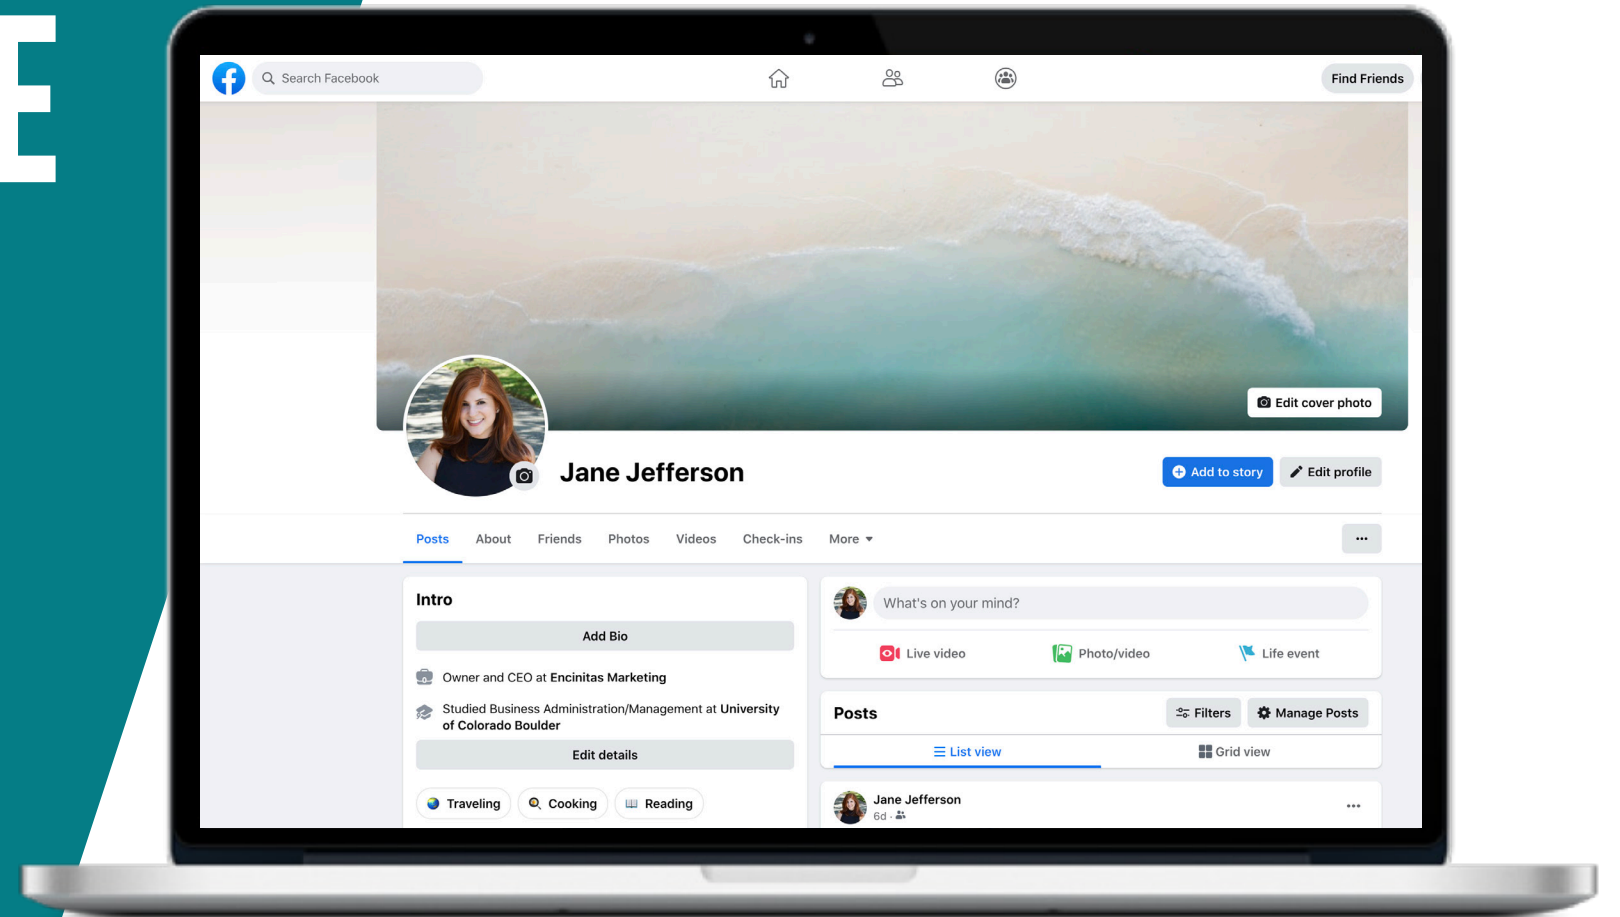 E
Search Facebook
Find Friends
Edit cover photo
Jane Jefferson
Add to story
Edit profile
Posts About Friends Photos Videos Check-ins More
Intro
Add Bio
Owner and CEO at Encinitas Marketing
Studied Business Administration/Management at University
of Colorado Boulder
Edit details
Traveling Cooking Reading
What's on your mind?
Live video Photo/video Life event
Posts
Filters Manage Posts
List view Grid view
Jane Jefferson
6d ·